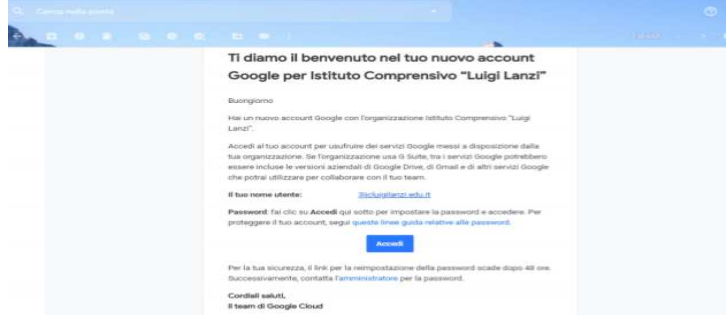 Cerca nella posta
Ti diamo il benvenuto nel tuo nuovo account
Google per Istituto Comprensivo "Luigi Lanzi"
Buongiorno
Hai un nuovo account Google con l'organizzazione Istituto Comprensivo "Luigi
Lanzi".
Accedi al tuo account per usufruire dei servizi Google messi a disposizione dalla
tua organizzazione. Se l'organizzazione usa G Suite, tra i servizi Google potrebbero
essere incluse le versioni aziendali di Google Drive, di Gmail e di altri servizi Google
che potrai utilizzare per collaborare con il tuo team.
Il tuo nome utente: @icluigilanzi.edu.it
Password: fai clic su Accedi qui sotto per impostare la password e accedere. Per
proteggere il tuo account, segui queste linee guida relative alle password.
Accedi
Per la tua sicurezza, il link per la reimpostazione della password scade dopo 48 ore.
Successivamente, contatta l'amministratore per la password.
Cordiali saluti,
Il team di Google Cloud